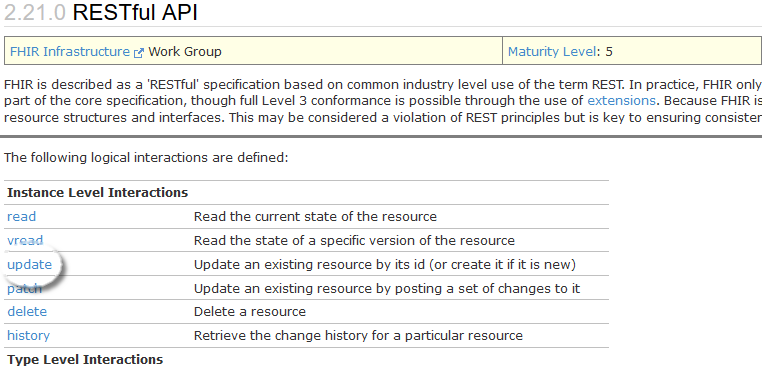 2.21.0 RESTful API
FHIR Infrastructure Work Group Maturity Level: 5
FHIR is described as a 'RESTful' specification based on common industry level use of the term REST. In practice, FHIR only
part of the core specification, though full Level 3 conformance is possible through the use of extensions. Because FHIR is
resource structures and interfaces. This may be considered a violation of REST principles but is key to ensuring consister
The following logical interactions are defined:
Instance Level Interactions
read Read the current state of the resource
vread Read the state of a specific version of the resource
update Update an existing resource by its id (or create it if it is new)
patch Update an existing resource by posting a set of changes to it
delete Delete a resource
history Retrieve the change history for a particular resource
Type Level Interactions